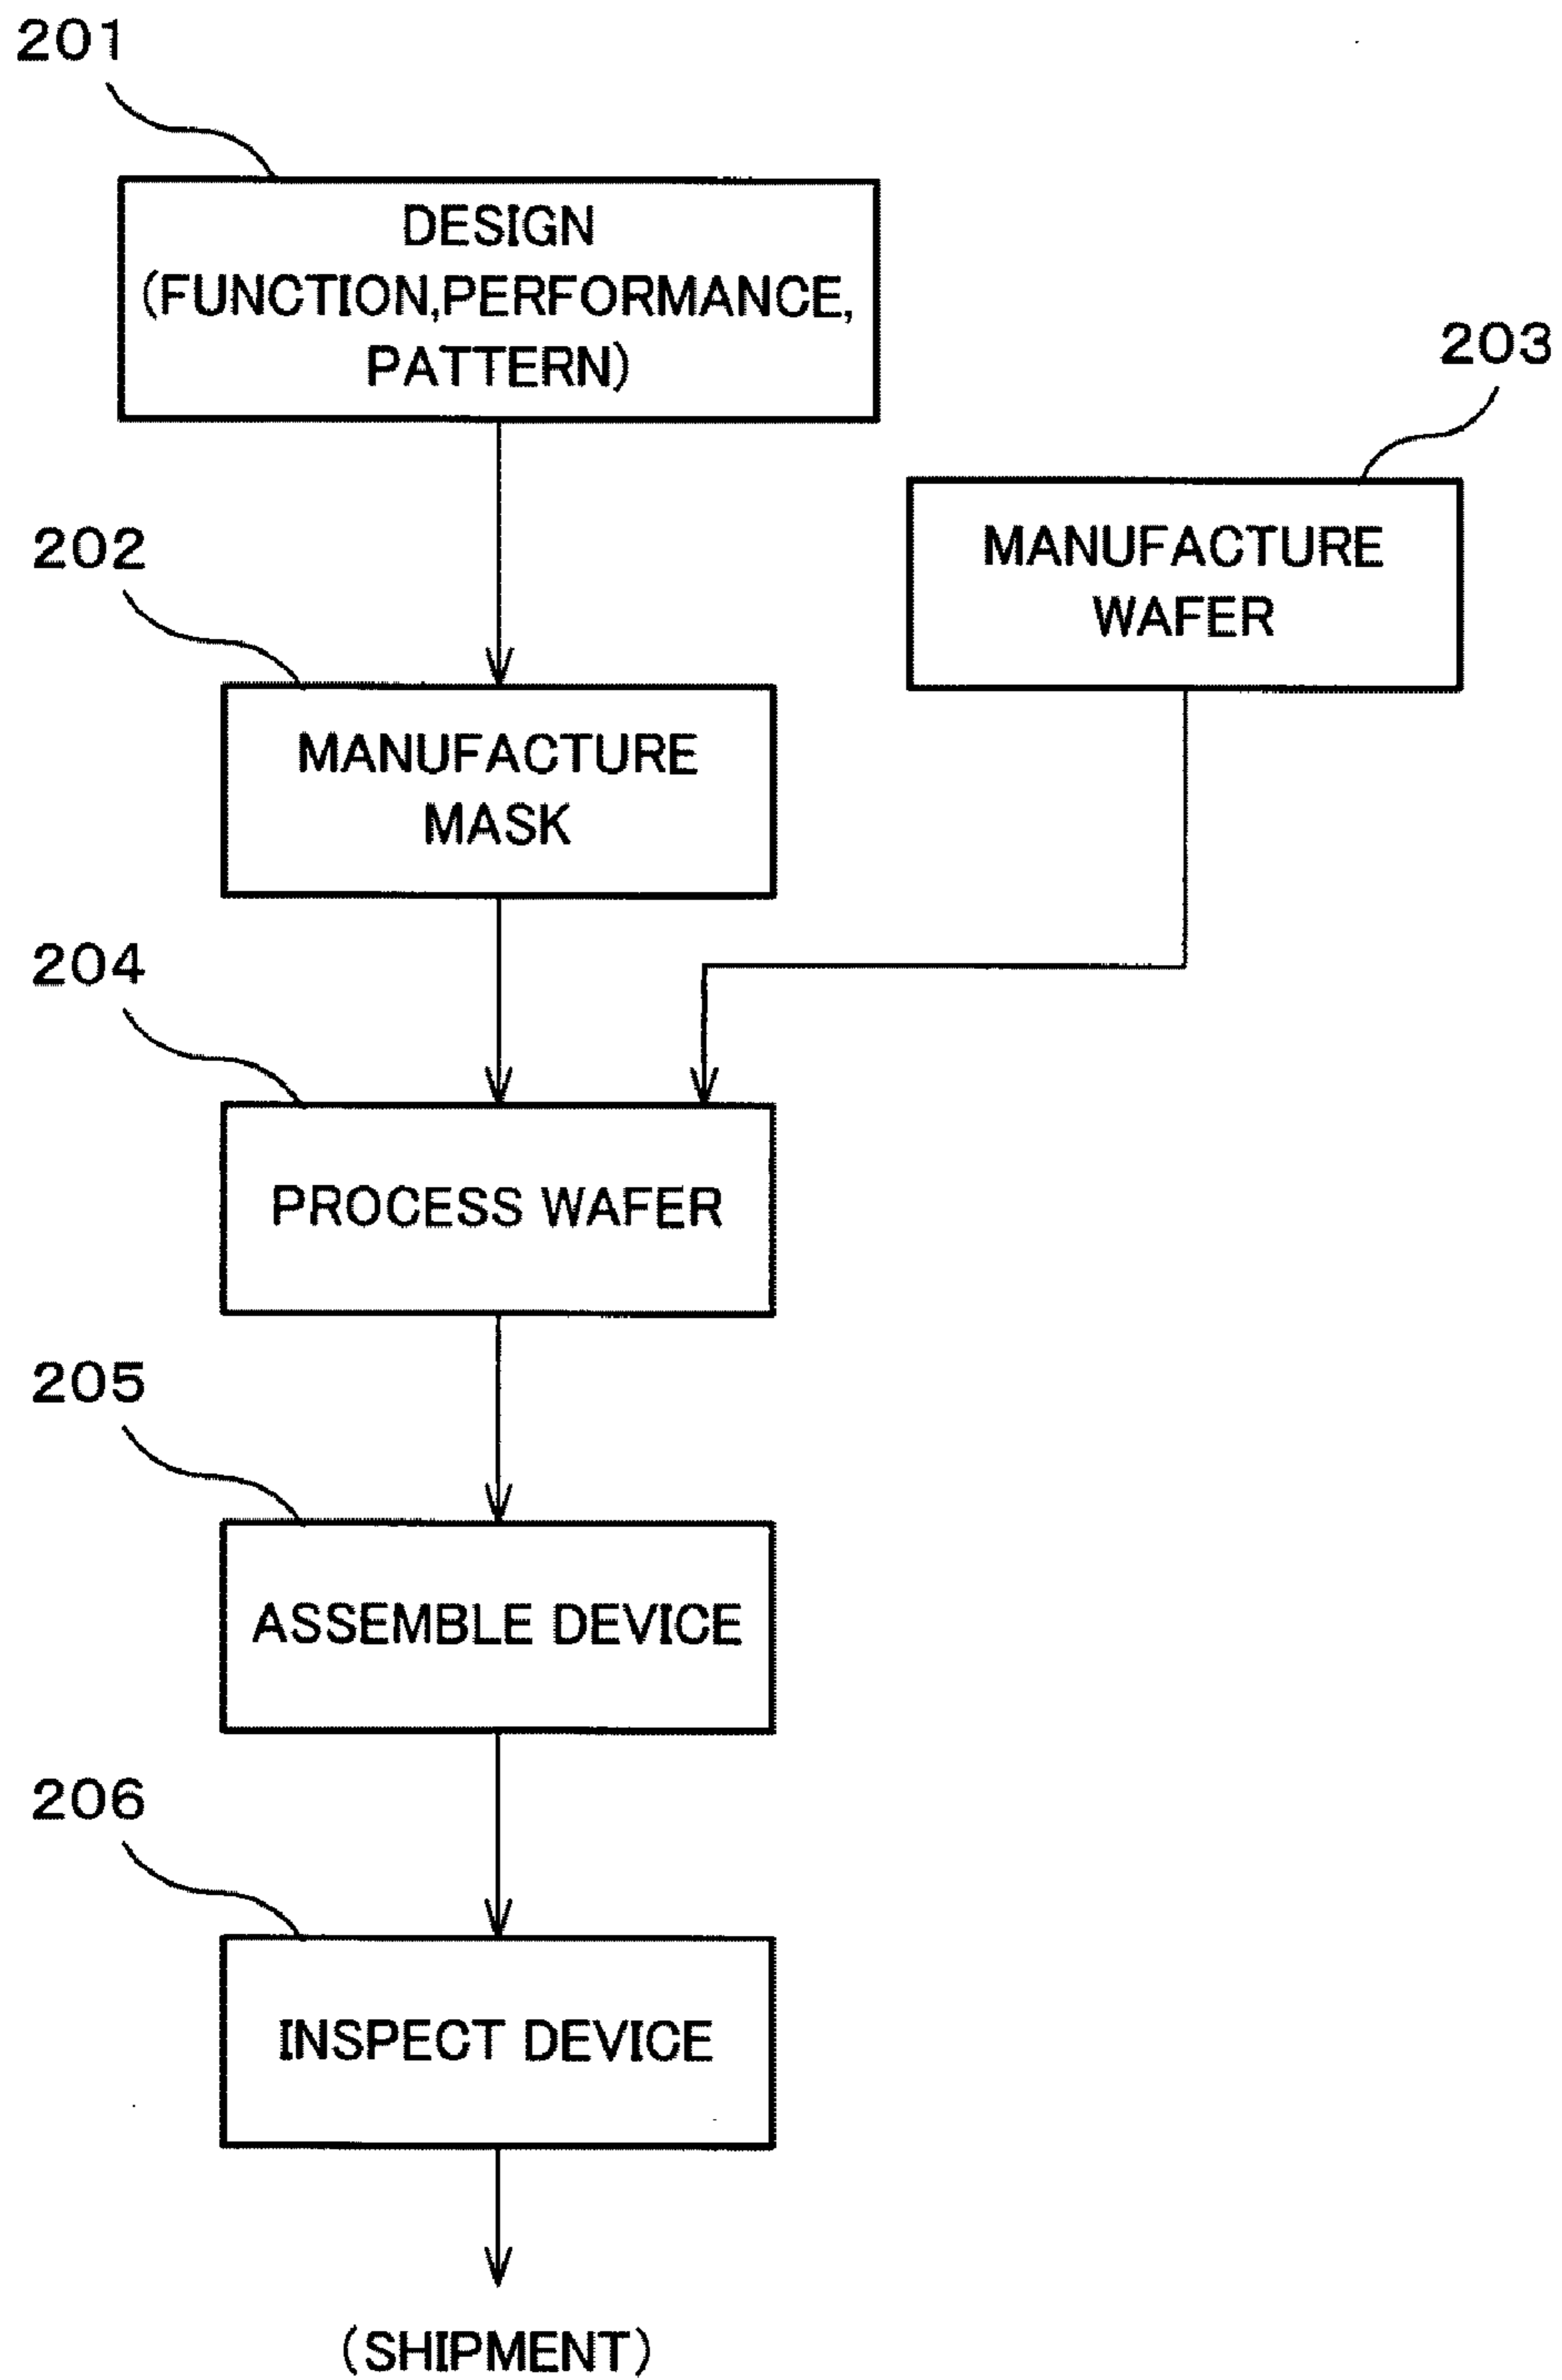 201
DESIGN
(FUNCTION,PERFORMANCE,
PATTERN)
203
MANUFACTURE
WAFER
202
MANUFACTURE
MASK
204
PROCESS WAFER
205
ASSEMBLE DEVICE
206
INSPECT DEVICE
(SHIPMENT)